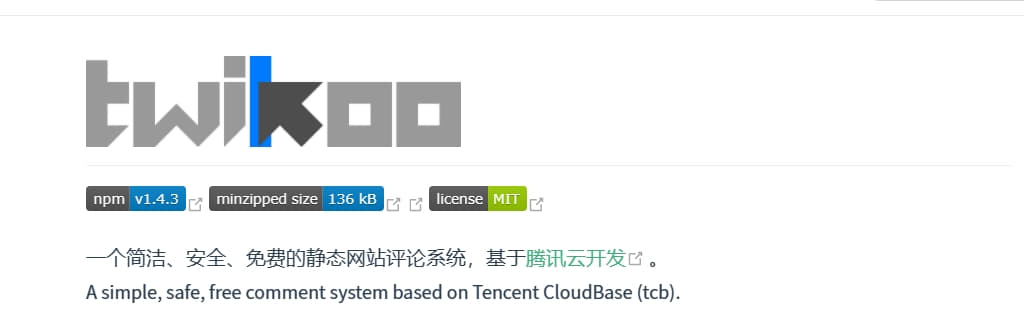 twikoo
npm v1.4.3 minzipped size 136 kB license MIT
一个简洁、安全、免费的静态网站评论系统，基于腾讯云开发。
A simple, safe, free comment system based on Tencent CloudBase (tcb).